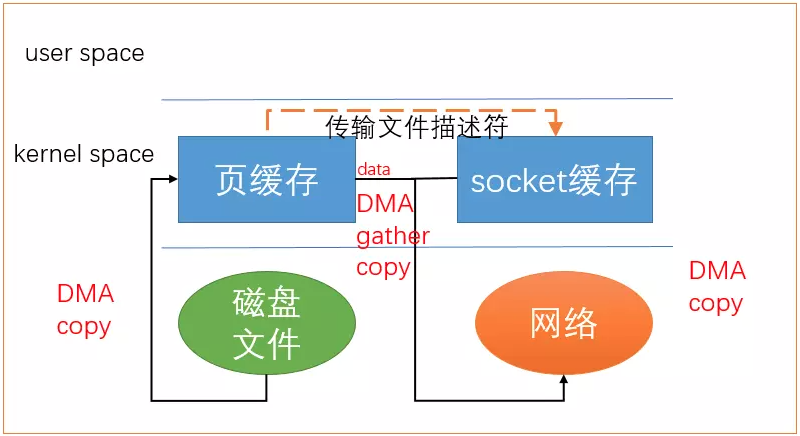 user space
传输文件描述符
kernel space
页缓存
data
socket缓存
DMA
gather
copy
DMA
copy
磁盘
文件
网络
DMA
copy